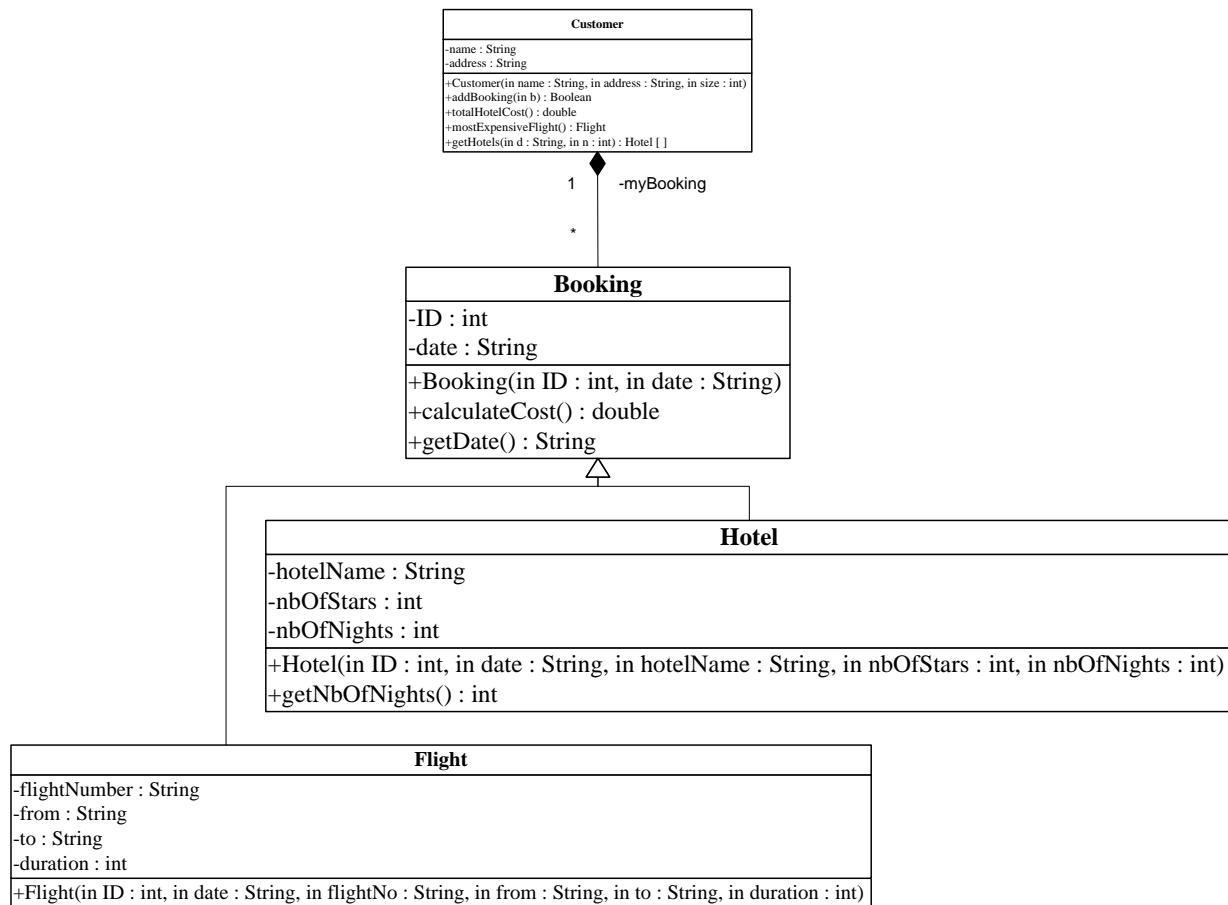 Customer
-name : String
-address : String
+Customer(in name : String, in address : String, in size : int)
+addBooking(in b) : Boolean
+totalHotelCost() : double
+mostExpensiveFlight() : Flight
+getHotels(in d : String, in n : int) : Hotel [ ]
1 -myBooking
*
Booking
-ID : int
-date : String
+Booking(in ID : int, in date : String)
+calculateCost() : double
+getDate() : String
Hotel
-hotelName : String
-nbOfStars : int
-nbOfNights : int
+Hotel(in ID : int, in date : String, in hotelName : String, in nbOfStars : int, in nbOfNights : int)
+getNbOfNights() : int
Flight
-flightNumber : String
-from : String
-to : String
-duration : int
+Flight(in ID : int, in date : String, in flightNo : String, in from : String, in to : String, in duration : int)